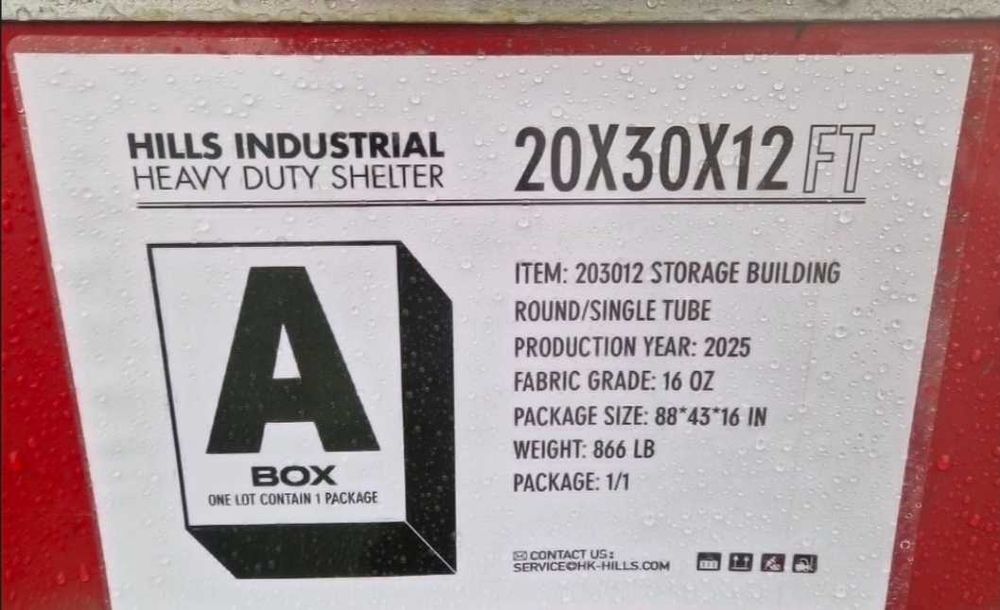 HILLS INDUSTRIAL
HEAVY DUTY SHELTER
20X30X12 FT
A
BOX
ONE LOT CONTAIN 1 PACKAGE
ITEM: 203012 STORAGE BUILDING
ROUND/SINGLE TUBE
PRODUCTION YEAR: 2025
FABRIC GRADE: 16 OZ
PACKAGE SIZE: 88*43*16 IN
WEIGHT: 866 LB
PACKAGE: 1/1
CONTACT US:
SERVICE@HK-HILLS.COM